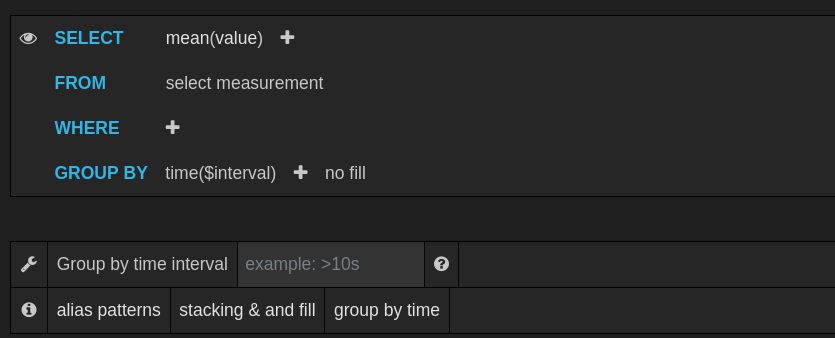 SELECT mean(value) +
FROM select measurement
WHERE +
GROUP BY time($interval) + no fill
Group by time interval example: >10s ?
i alias patterns stacking & and fill group by time